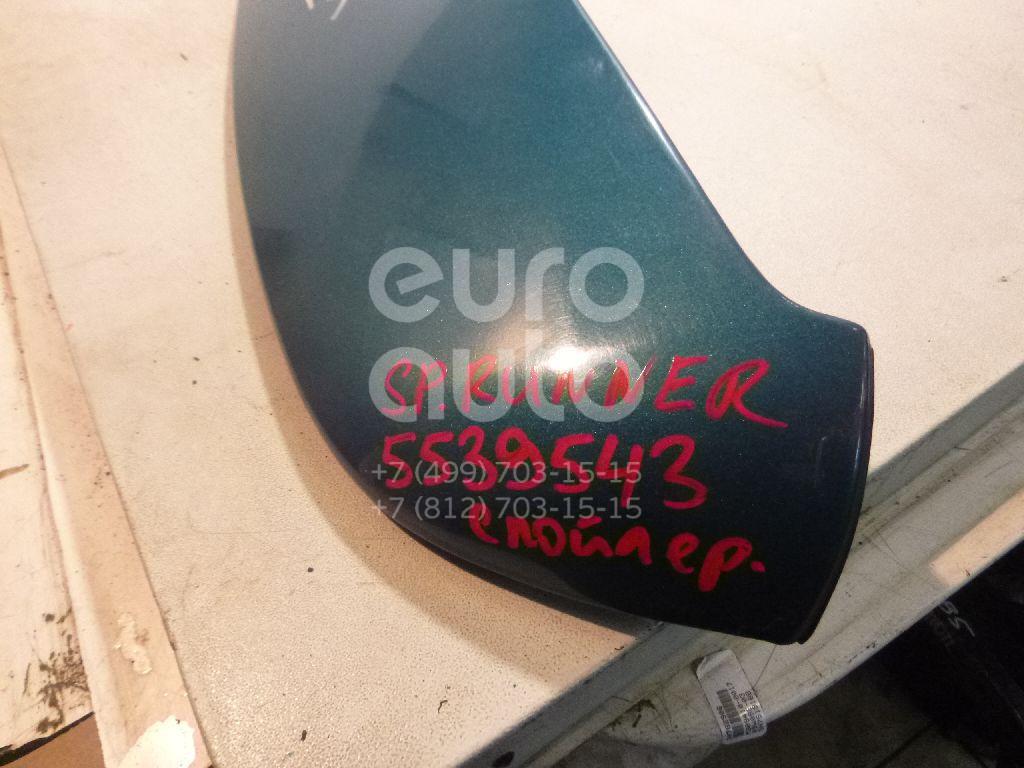 euro
auto
SP.RUNNER
5539543
+7 (499) 703-15-15
+7 (812) 703-15-15
спойлер.